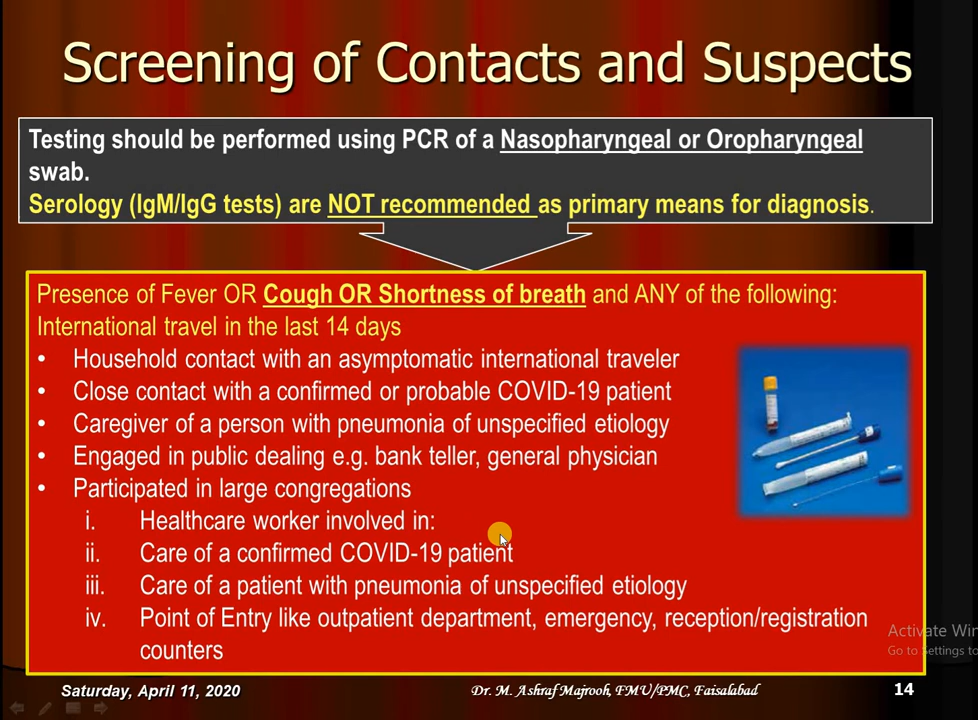 Screening of Contacts and Suspects
Testing should be performed using PCR of a Nasopharyngeal or Oropharyngeal
swab.
Serology (IgM/IgG tests) are NOT recommended as primary means for diagnosis.
Presence of Fever OR Cough OR Shortness of breath and ANY of the following:
International travel in the last 14 days
• Household contact with an asymptomatic international traveler
• Close contact with a confirmed or probable COVID-19 patient
• Caregiver of a person with pneumonia of unspecified etiology
• Engaged in public dealing e.g. bank teller, general physician
• Participated in large congregations
i. Healthcare worker involved in:
ii. Care of a confirmed COVID-19 patient
iii. Care of a patient with pneumonia of unspecified etiology
iv. Point of Entry like outpatient department, emergency, reception/registration
counters
Activate Win
Go to Settings to
Saturday, April 11, 2020
Dr. M. Ashraf Majrooh, FMU/PMC, Faisalabad
14